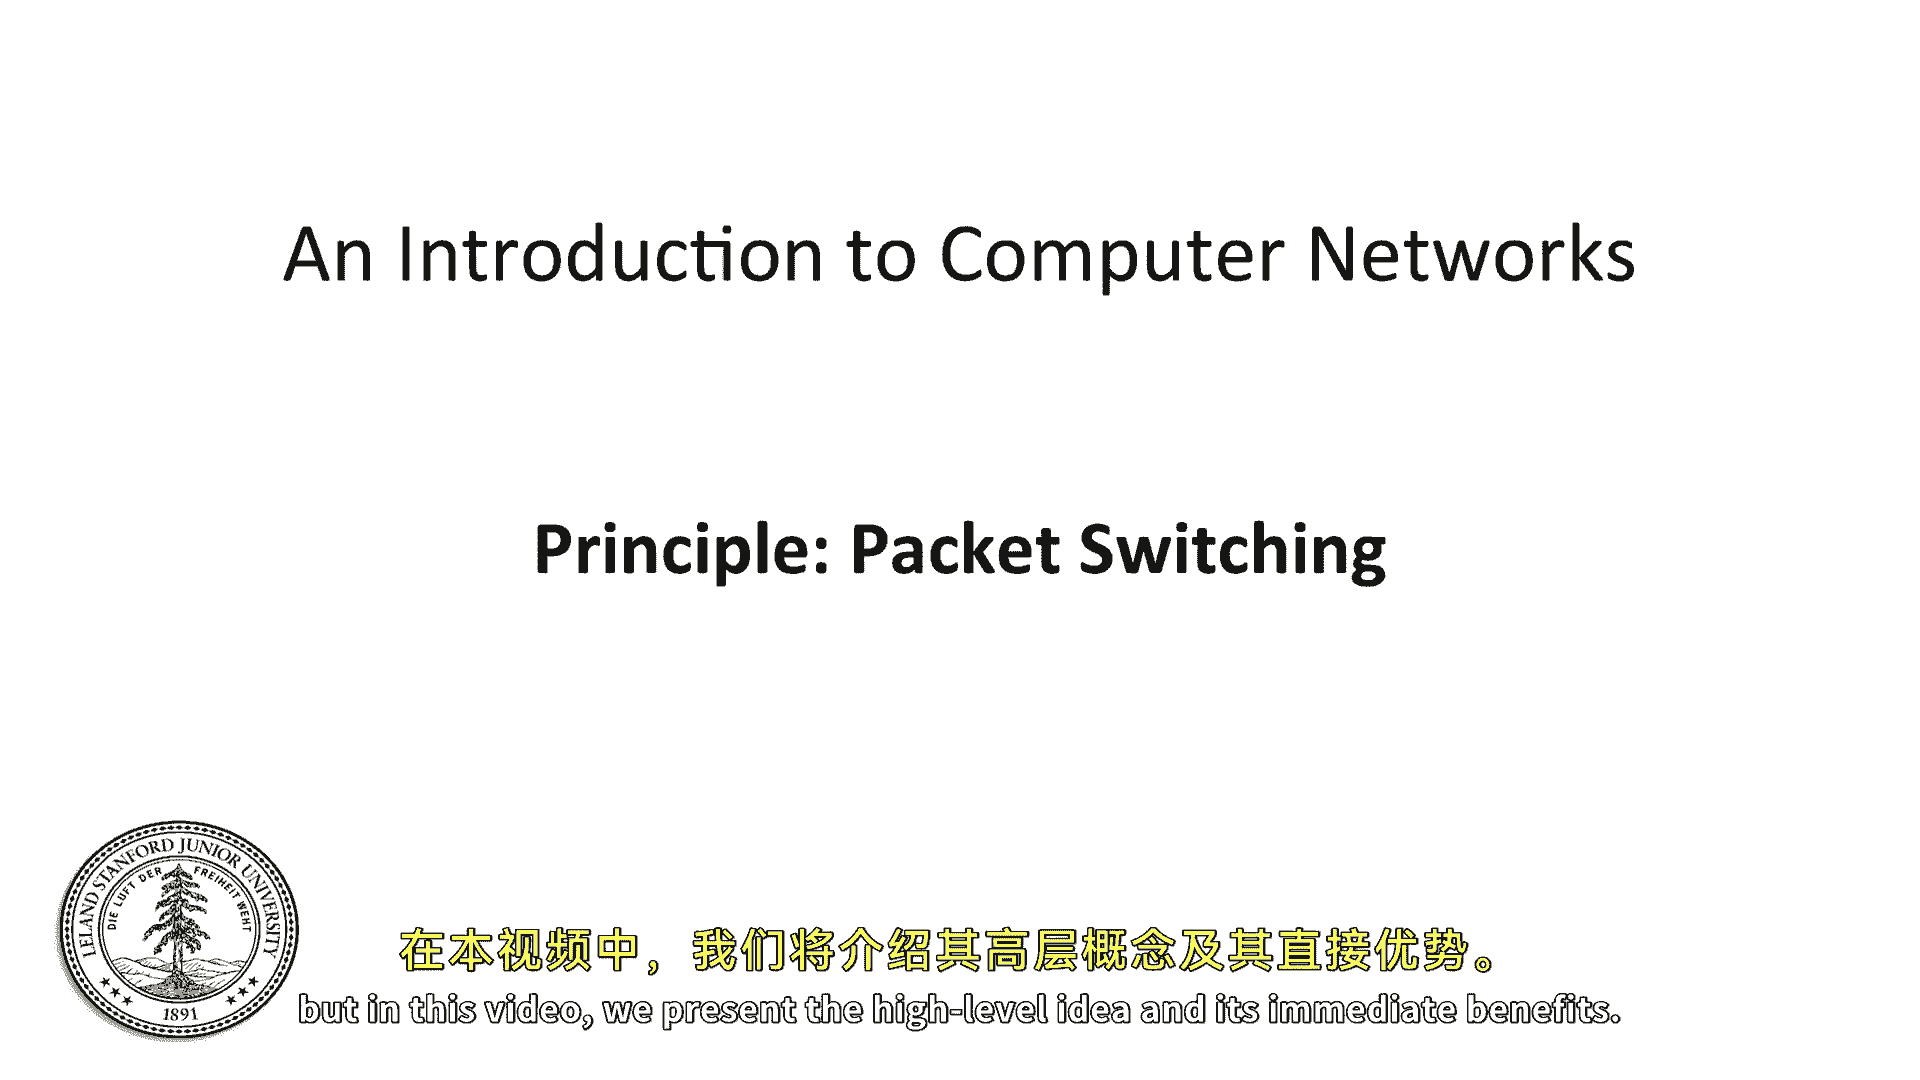 An Introduction to Computer Networks
Principle: Packet Switching
LELAND STANFORD JUNIOR UNIVERSITY
DIE LUFT DER FREIHEIT WEHT
1891
在本视频中，我们将介绍其高层概念及其直接优势。
but in this video, we present the high-level idea and its immediate benefits.